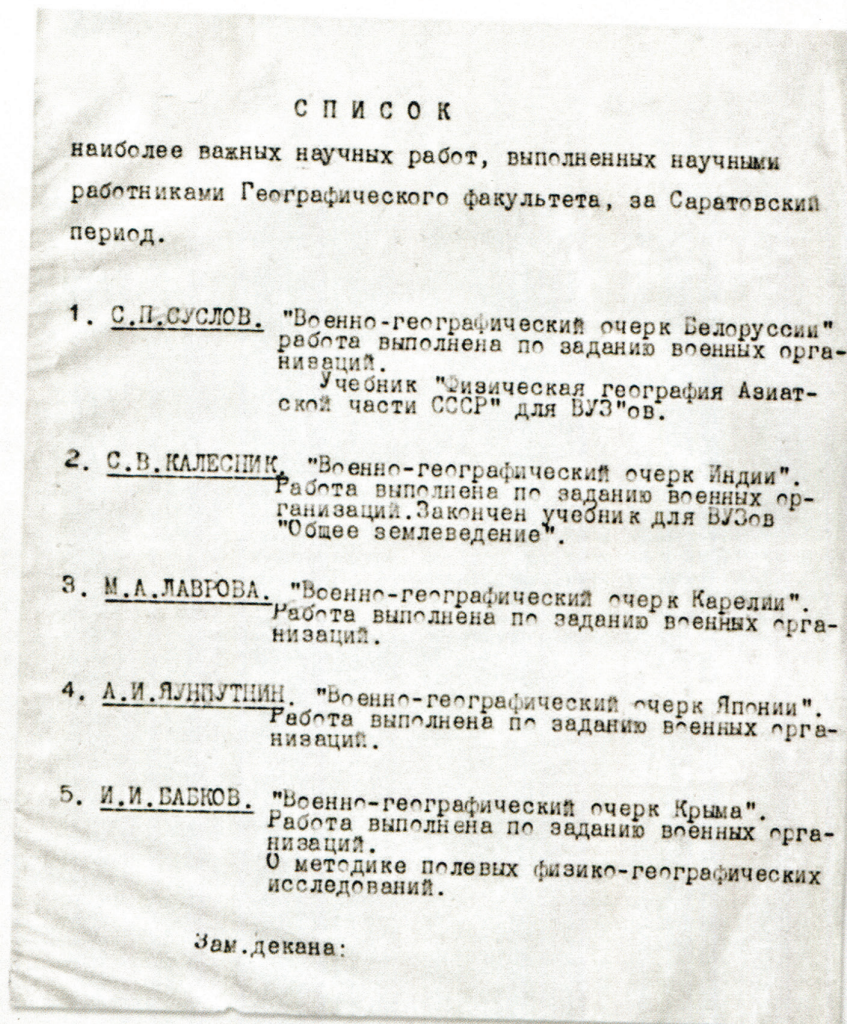 СПИСОК
наиболее важных научных работ, выполненных научными
работниками Географического факультета, за Саратовский
период.
1. С.П.СУСЛОВ. "Военно-географический очерк Белоруссии"
работа выполнена по заданию военных орга-
низаций.
Учебник "Физическая география Азиат-
ской части СССР" для ВУЗ"ов.
2. С.В.КАЛЕСНИК. "Военно-географический очерк Индии".
Работа выполнена по заданию военных ор-
ганизаций.Закончен учебник для ВУЗов
"Общее землеведение".
3. М.А.ЛАВРОВА. "Военно-географический очерк Карелии".
Работа выполнена по заданию военных орга-
низаций.
4. А.И.ЯУНПУТНИН. "Военно-географический очерк Японии".
Работа выполнена по заданию военных орга-
низаций.
5. И.И.БАБКОВ. "Военно-географический очерк Крыма".
Работа выполнена по заданию военных орга-
низаций.
О методике полевых физико-географических
исследований.
Зам.декана: